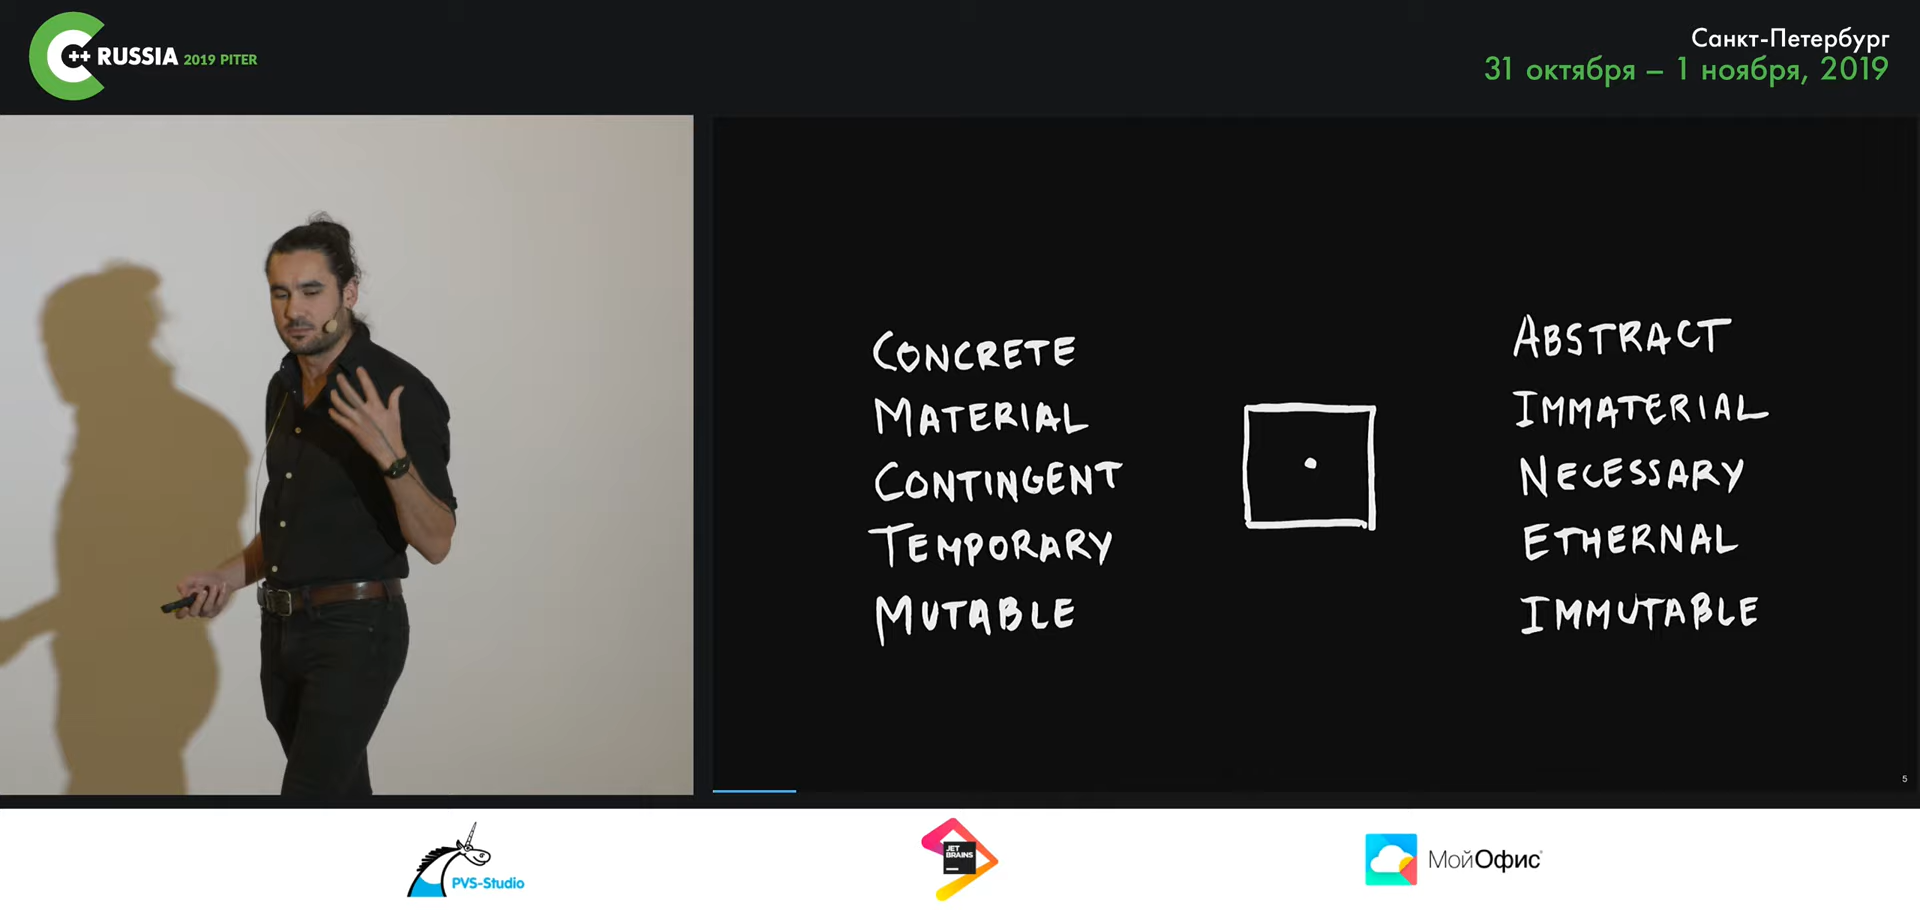 C++ RUSSIA 2019 PITER
Санкт-Петербург
31 октября – 1 ноября, 2019
CONCRETE
MATERIAL
CONTINGENT
TEMPORARY
MUTABLE
ABSTRACT
IMMATERIAL
NECESSARY
ETHERNAL
IMMUTABLE
5
PVS-Studio
JET
BRAINS
МойОфис